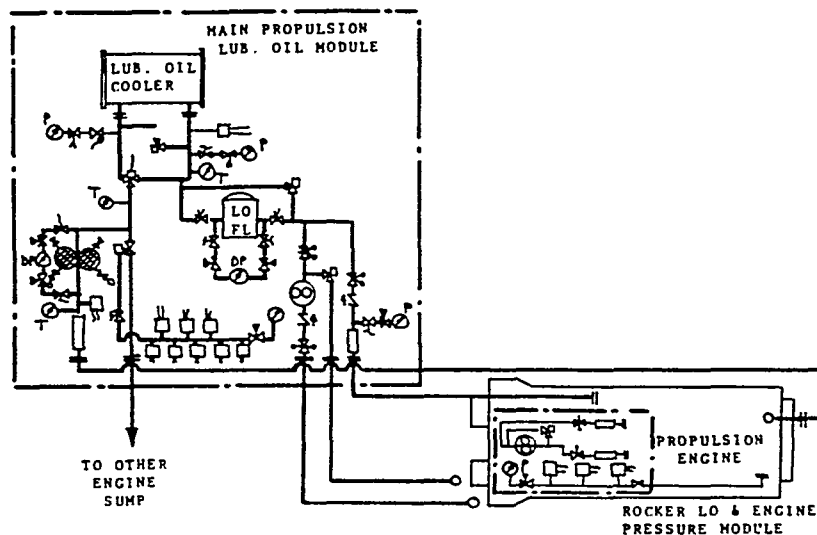 MAIN PROPULSION
LUB. OIL MODULE
LUB. OIL
COOLER
P
P
T
T
LO
FL
DP
DP
T
P
P
PROPULSION
ENGINE
TO OTHER
ENGINE
SUMP
ROCKER LO & ENGINE
PRESSURE MODULE